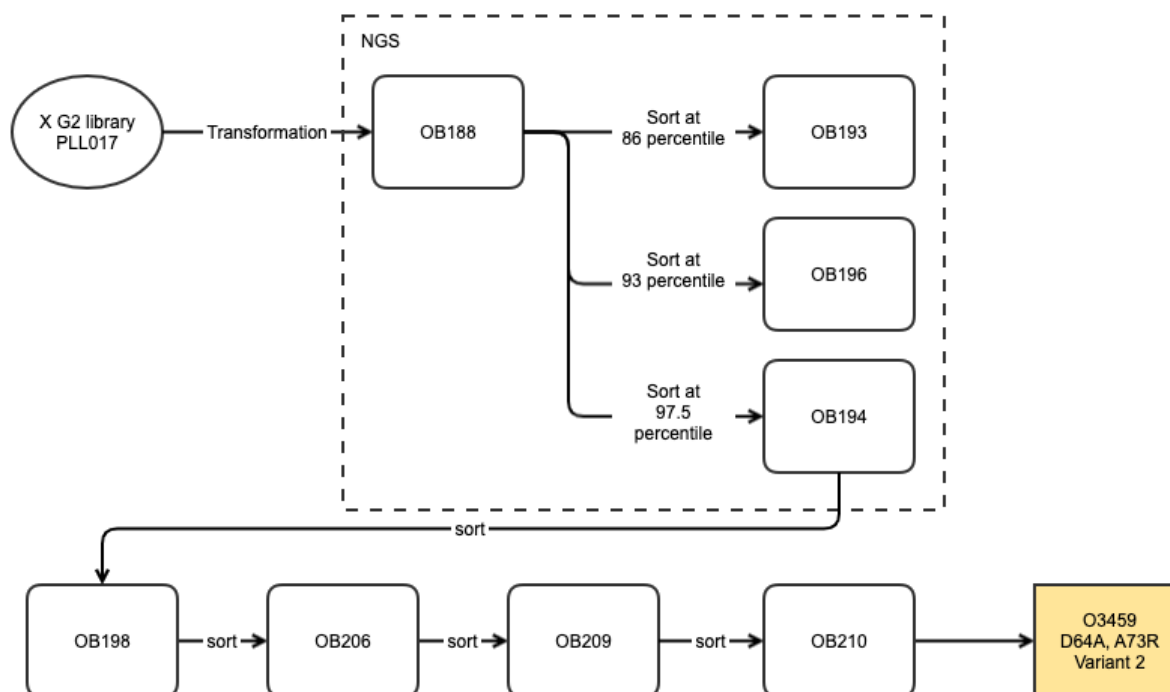 NGS
X G2 library
PLL017
Transformation
OB188
Sort at
86 percentile
OB193
Sort at
93 percentile
OB196
Sort at
97.5
percentile
OB194
sort
OB198
sort
OB206
sort
OB209
sort
OB210
O3459
D64A, A73R
Variant 2